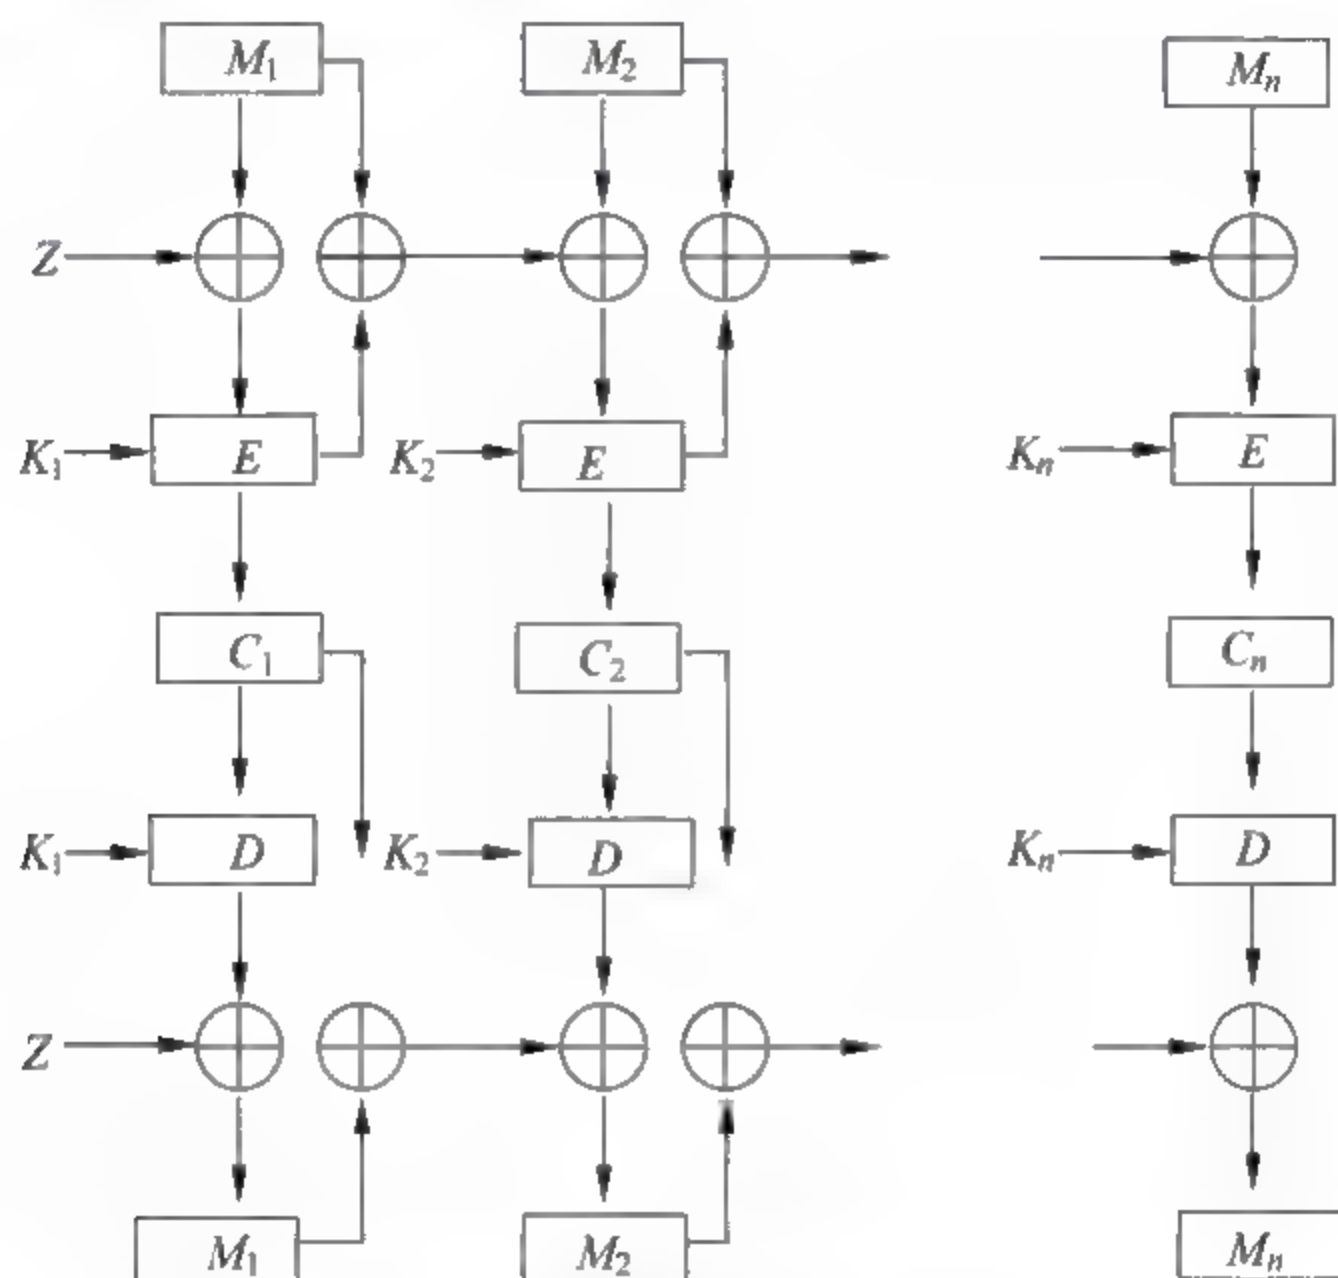 M₁ M₂ Mₙ
Z
K₁ E K₂ E Kₙ E
C₁ C₂ Cₙ
K₁ D K₂ D Kₙ D
Z
M₁ M₂ Mₙ